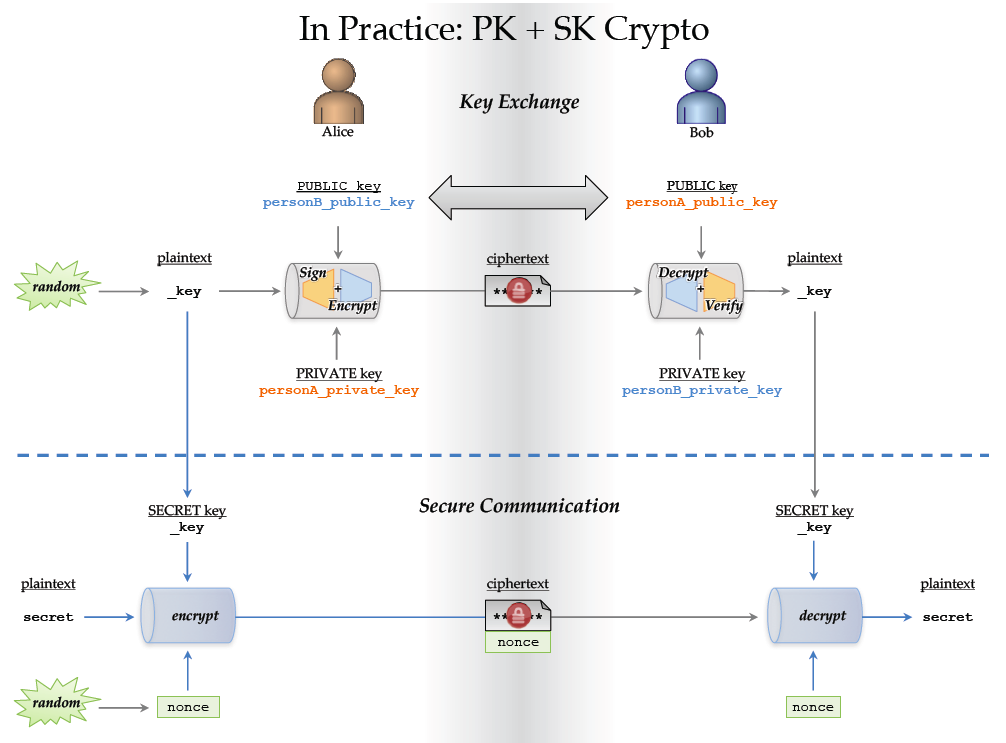 In Practice: PK + SK Crypto
Key Exchange
Alice
Bob
PUBLIC key
personB_public_key
PUBLIC key
personA_public_key
random
plaintext
_key
Sign
+
Encrypt
ciphertext
** **
Decrypt
+
Verify
plaintext
_key
PRIVATE key
personA_private_key
PRIVATE key
personB_private_key
Secure Communication
SECRET key
_key
SECRET key
_key
plaintext
secret
encrypt
ciphertext
** **
nonce
decrypt
plaintext
secret
random
nonce
nonce